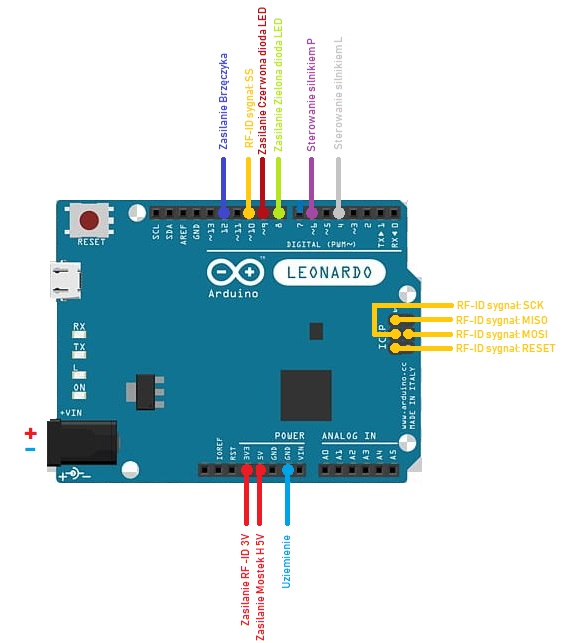 Zasilanie Brzęczyka
RF-ID sygnał: SS
Zasilanie Czerwona dioda LED
Zasilanie Zielona dioda LED
Sterowanie silnikiem P
Sterowanie silnikiem L
RESET
SCL
SDA
AREF
GND
~13
12
~11
~10
~9
8
7
~6
~5
4
~3
2
TX▶1
RX◀0
DIGITAL (PWM~)
Arduino
TM
LEONARDO
RX
TX
L
ON
ICSP
RF-ID sygnał: SCK
RF-ID sygnał: MISO
RF-ID sygnał: MOSI
RF-ID sygnał: RESET
www.arduino.cc
MADE IN ITALY
+VIN
+
−
POWER
ANALOG IN
IOREF
RST
3V3
5V
GND
GND
VIN
A0
A1
A2
A3
A4
A5
Zasilanie RF -ID 3V
Zasilanie Mostek H 5V
Uziemienie